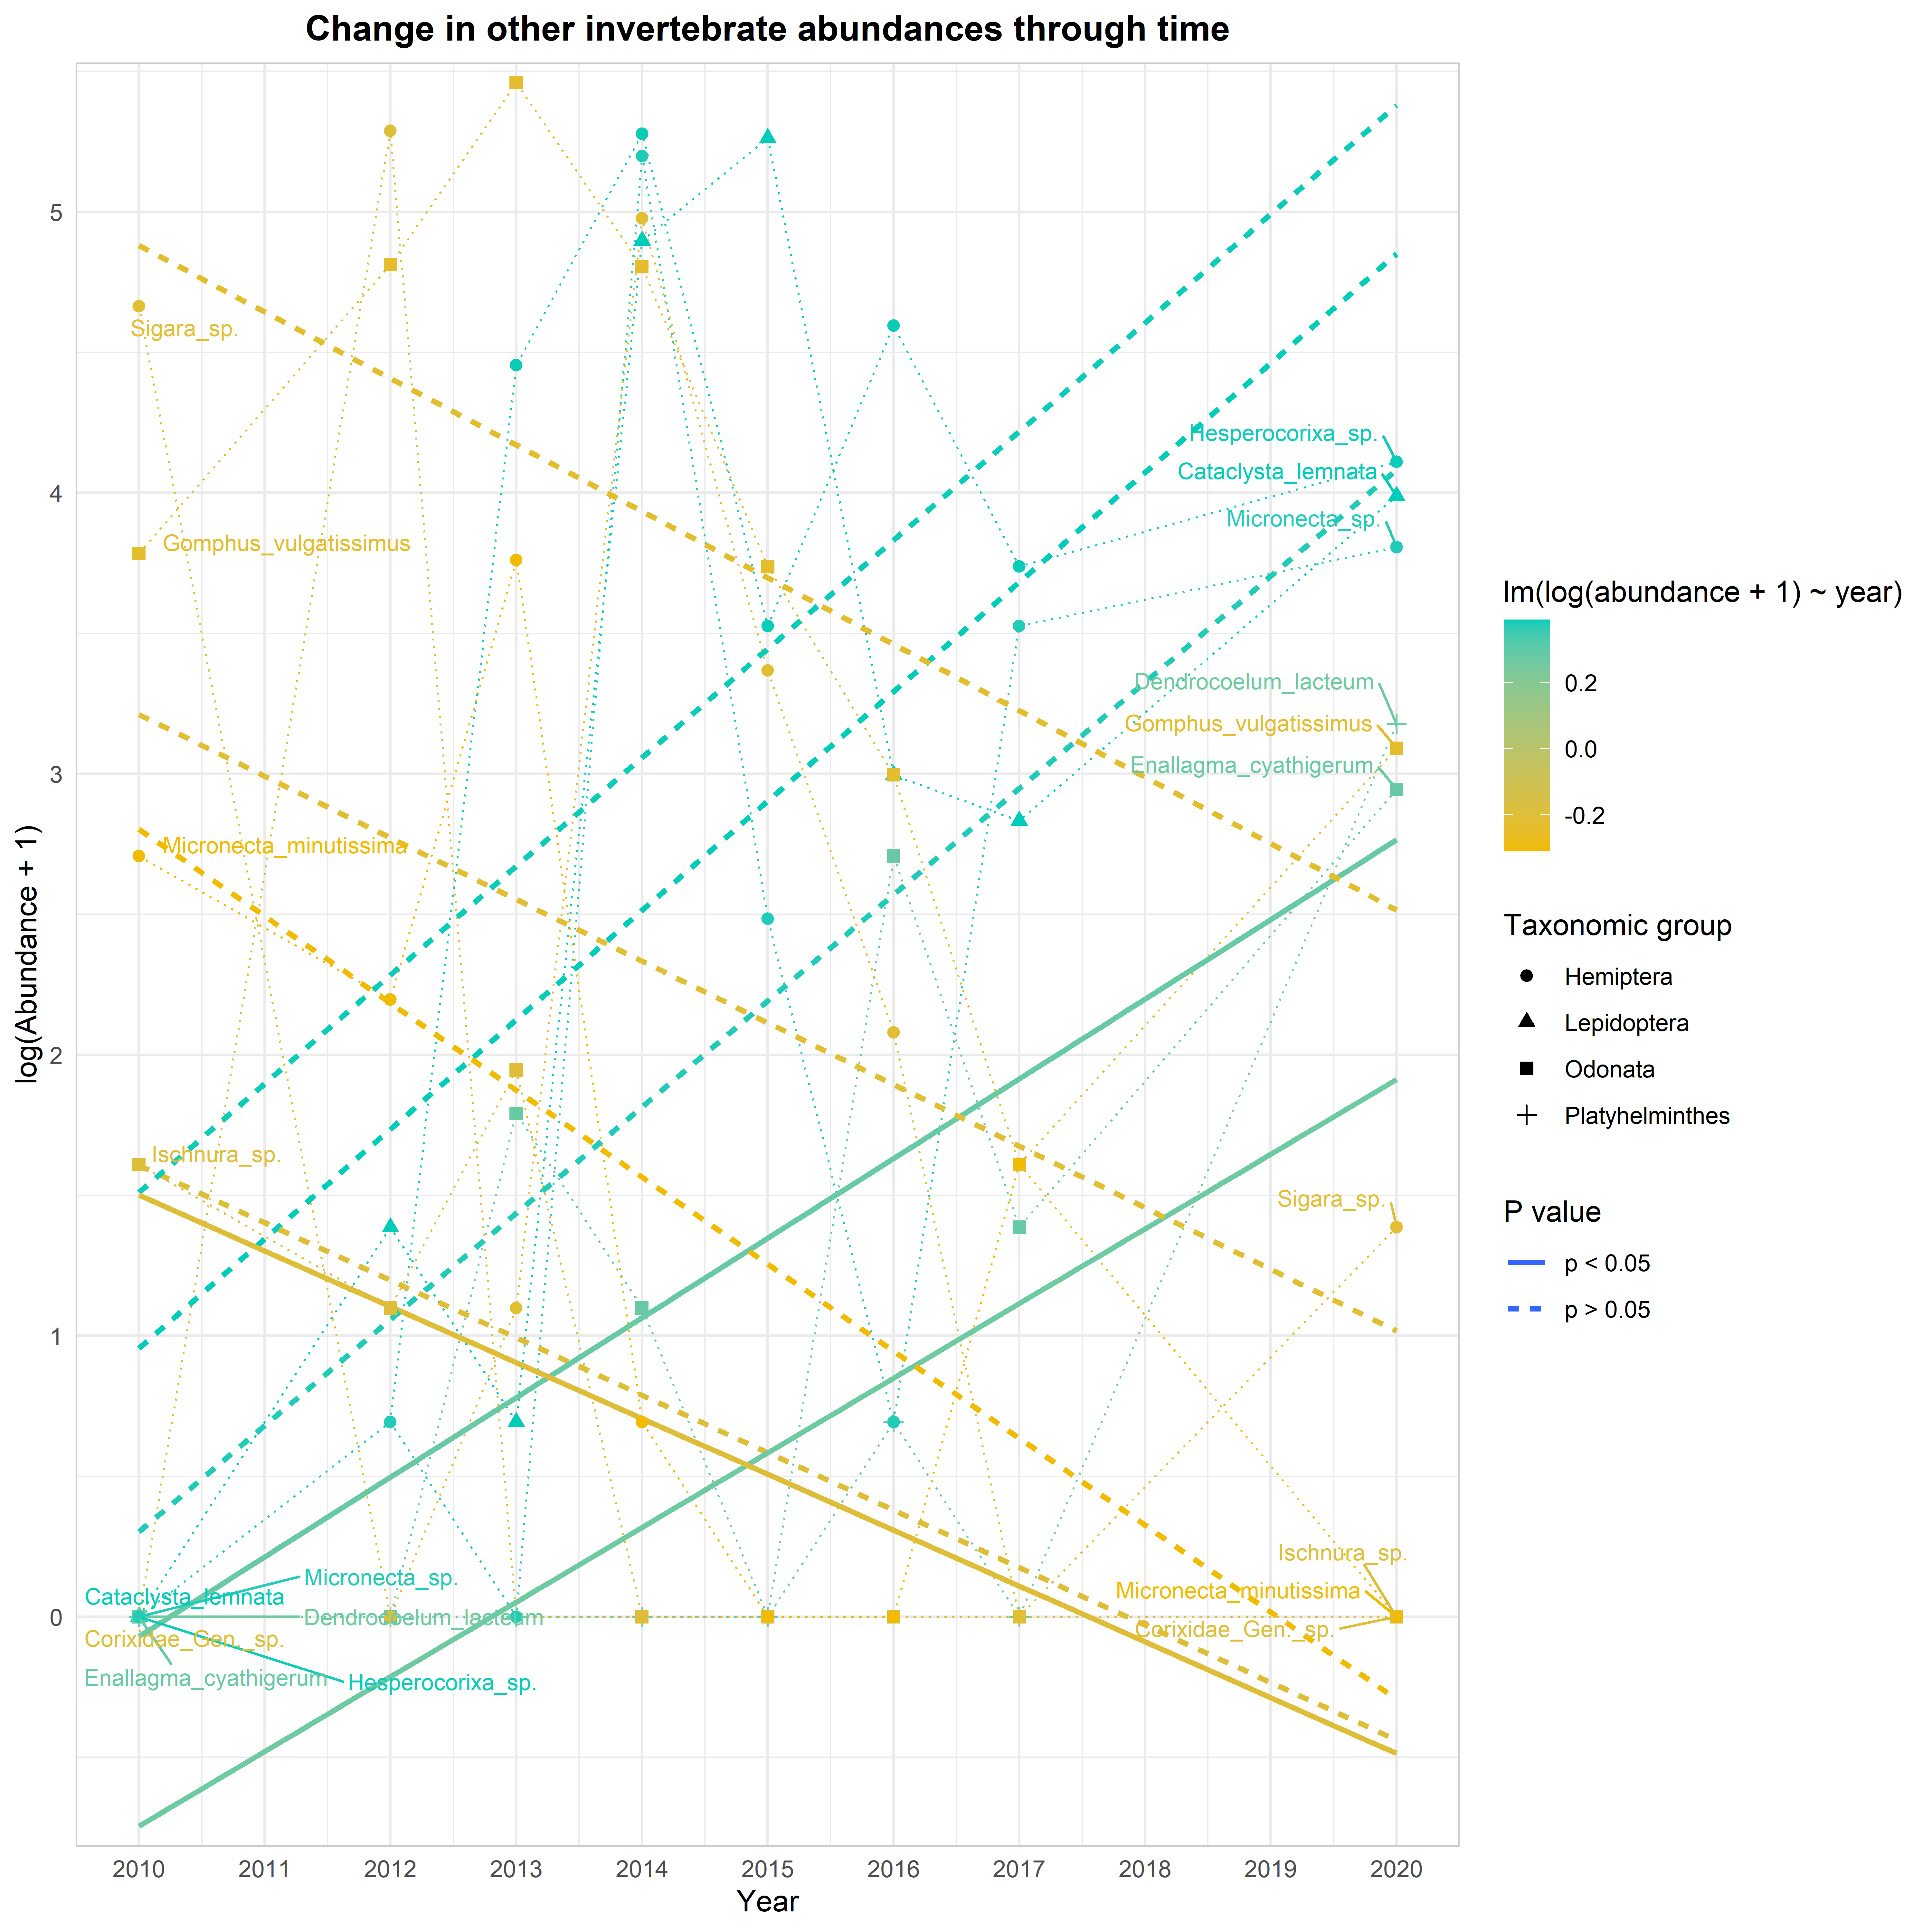 Change in other invertebrate abundances through time
log(Abundance + 1)
5
4
3
2
1
0
Sigara_sp.
Gomphus_vulgatissimus
Micronecta_minutissima
Ischnura_sp.
Micronecta_sp.
Cataclysta_lemnata
Dendrocoelum_lacteum
Corixidae_Gen._sp.
Enallagma_cyathigerum
Hesperocorixa_sp.
Hesperocorixa_sp.
Cataclysta_lemnata
Micronecta_sp.
Dendrocoelum_lacteum
Gomphus_vulgatissimus
Enallagma_cyathigerum
Sigara_sp.
Ischnura_sp.
Micronecta_minutissima
Corixidae_Gen._sp.
2010 2011 2012 2013 2014 2015 2016 2017 2018 2019 2020
Year
lm(log(abundance + 1) ~ year)
0.2
0.0
-0.2
Taxonomic group
Hemiptera
Lepidoptera
Odonata
Platyhelminthes
P value
p < 0.05
p > 0.05